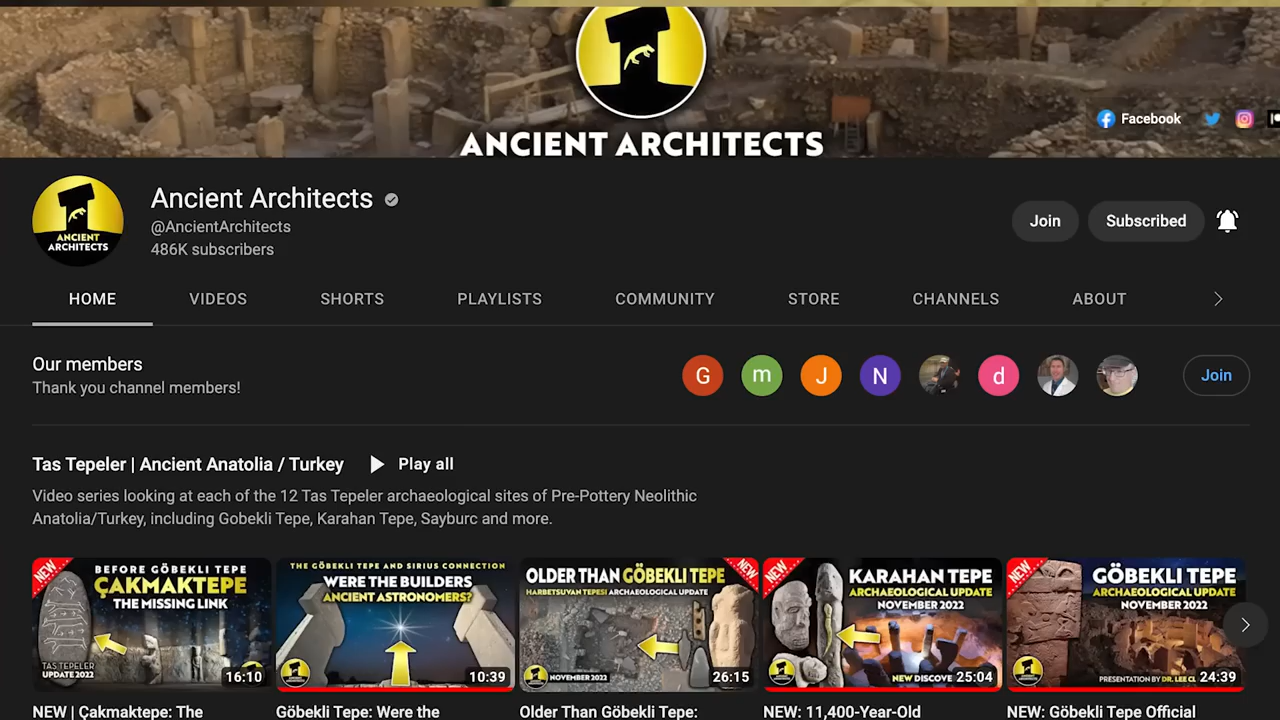 ANCIENT ARCHITECTS
Facebook
Ancient Architects
@AncientArchitects
486K subscribers
ANCIENT
ARCHITECTS
Join
Subscribed
HOME
VIDEOS
SHORTS
PLAYLISTS
COMMUNITY
STORE
CHANNELS
ABOUT
Our members
Thank you channel members!
G
m
J
N
d
Join
Tas Tepeler | Ancient Anatolia / Turkey
Play all
Video series looking at each of the 12 Tas Tepeler archaeological sites of Pre-Pottery Neolithic
Anatolia/Turkey, including Gobekli Tepe, Karahan Tepe, Sayburc and more.
NEW
BEFORE GÖBEKLI TEPE
ÇAKMAKTEPE
THE MISSING LINK
TAS TEPELER
UPDATE 2022
16:10
THE GÖBEKLI TEPE AND SIRIUS CONNECTION
WERE THE BUILDERS
ANCIENT ASTRONOMERS?
10:39
OLDER THAN GÖBEKLI TEPE
HARBETSUVAN TEPESI ARCHAEOLOGICAL UPDATE
NEW
NOVEMBER 2022
26:15
NEW
KARAHAN TEPE
ARCHAEOLOGICAL UPDATE
NOVEMBER 2022
NEW DISCOVE
25:04
NEW
GÖBEKLI TEPE
ARCHAEOLOGICAL UPDATE
NOVEMBER 2022
PRESENTATION BY DR. LEE CL
24:39
NEW | Çakmaktepe: The
Göbekli Tepe: Were the
Older Than Göbekli Tepe:
NEW: 11,400-Year-Old
NEW: Göbekli Tepe Official